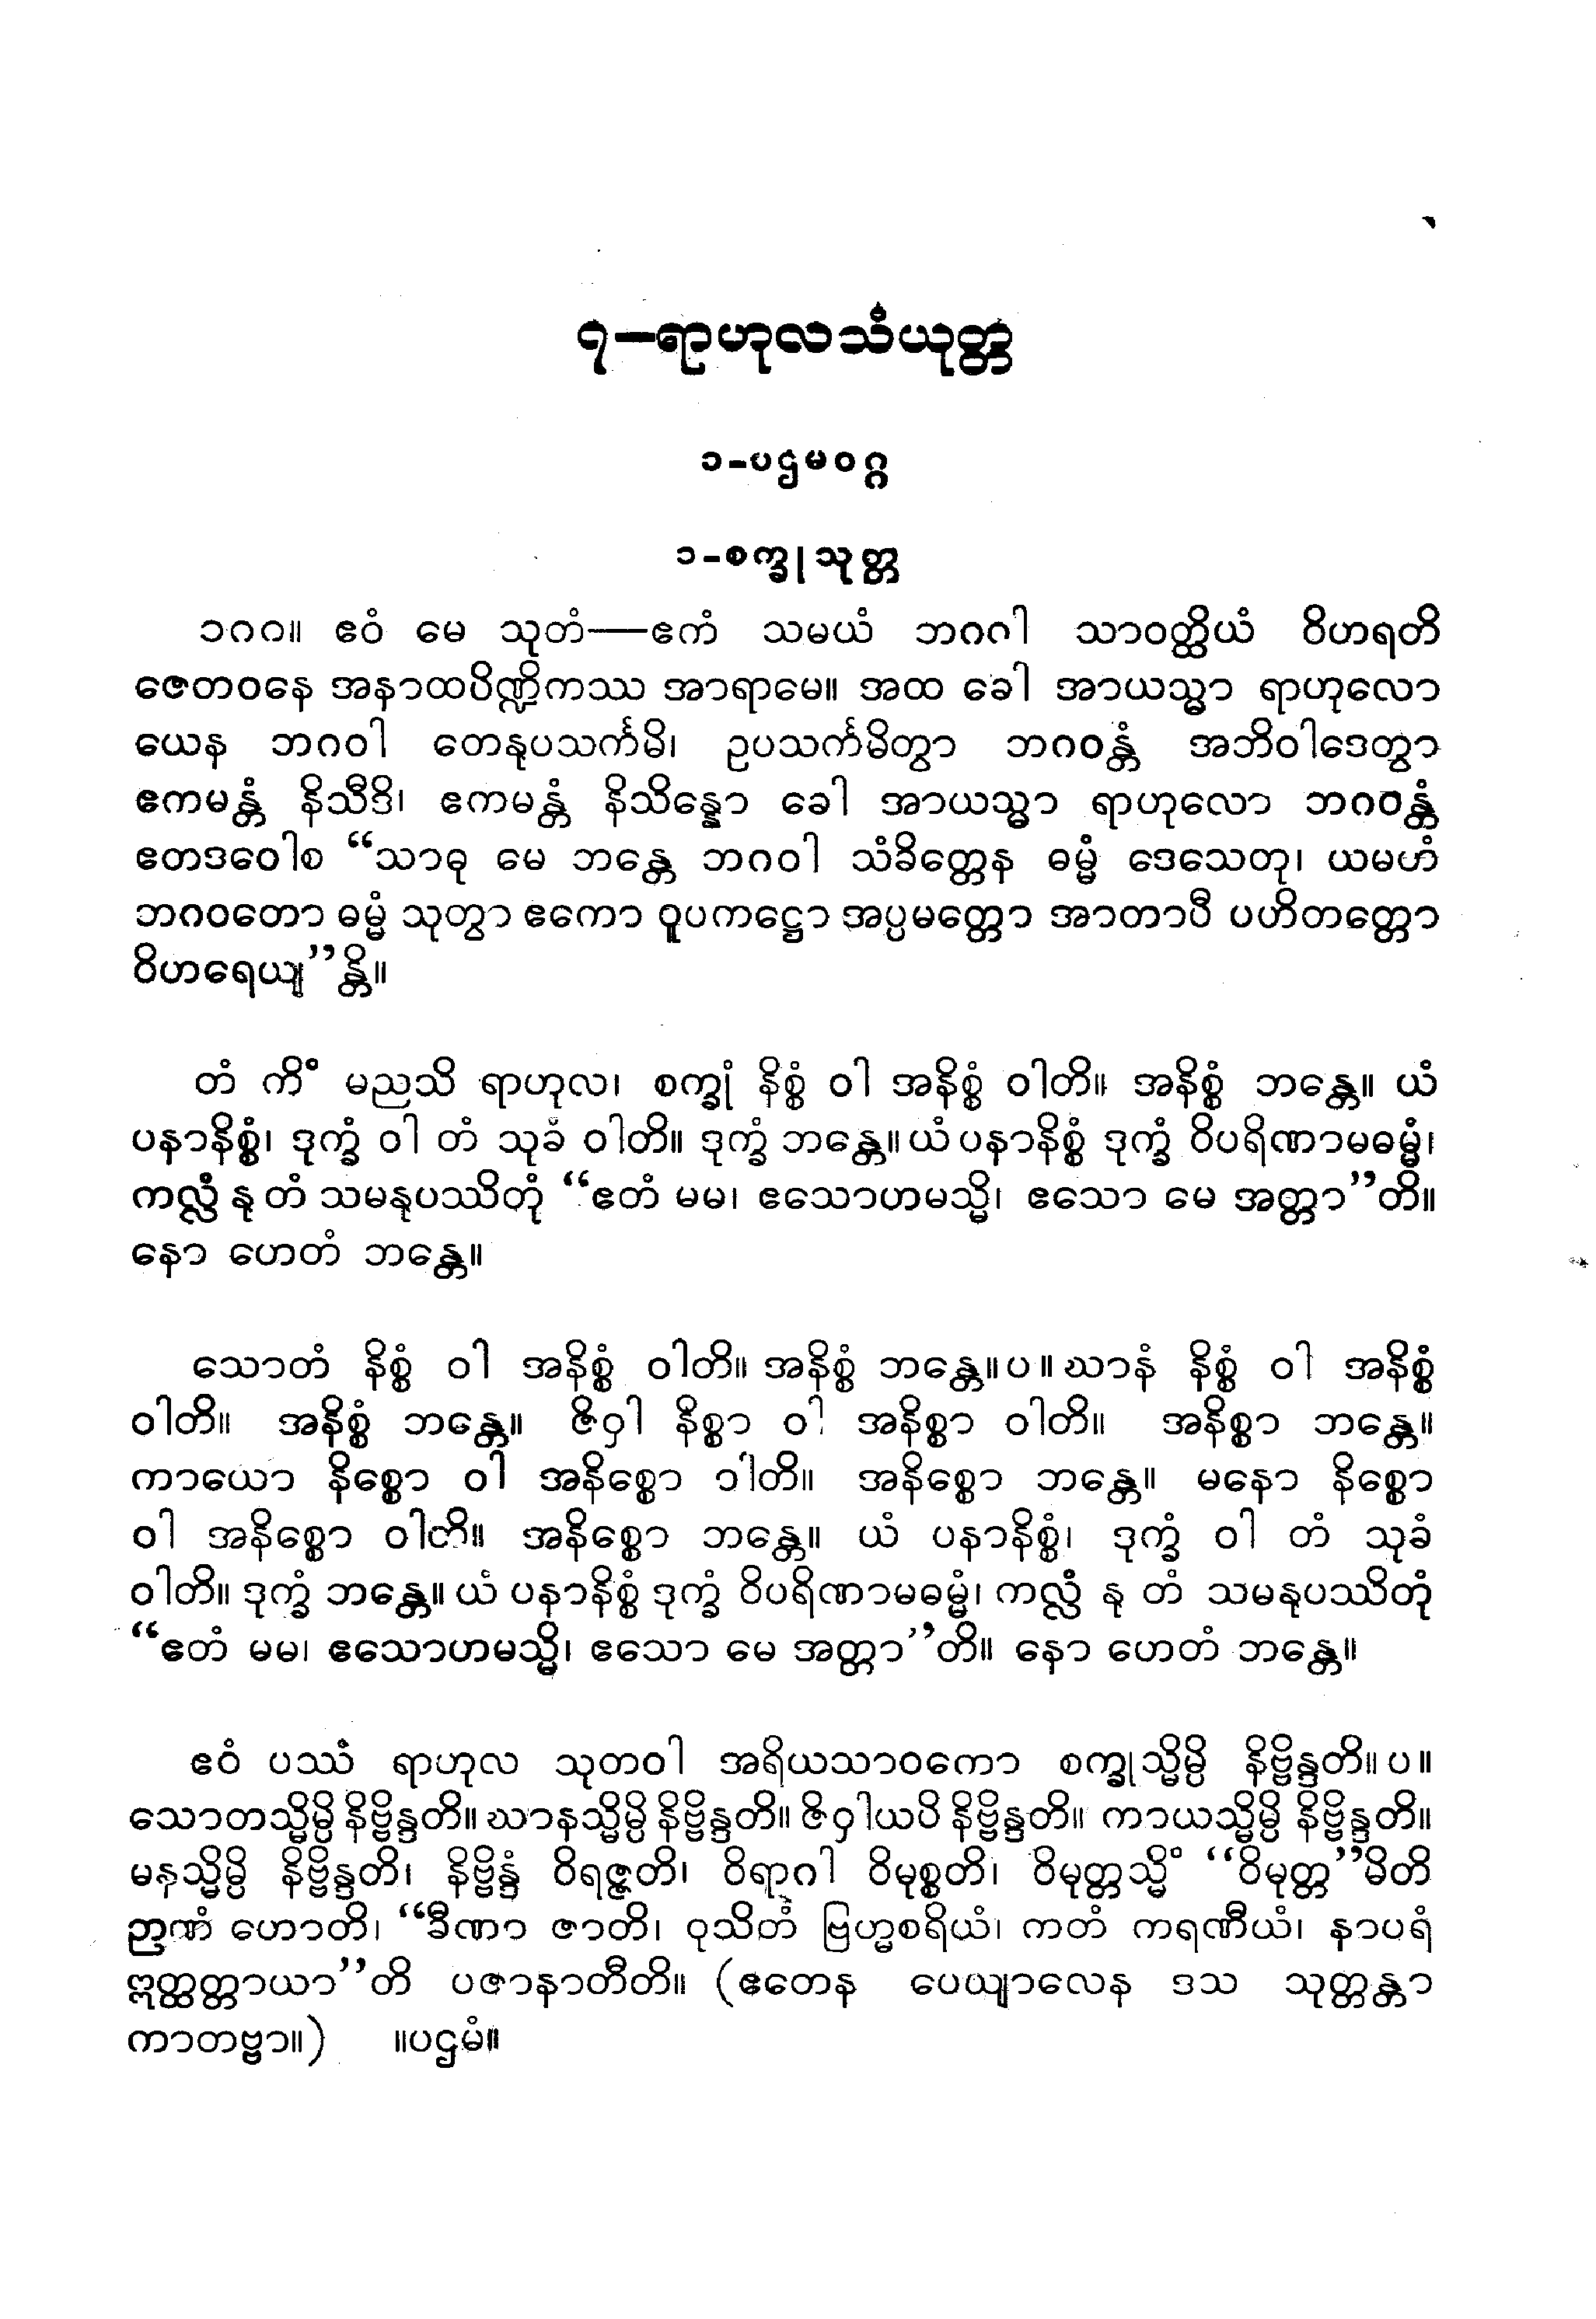 ၇–ရာဟုလသံယုတ္တ
၁-ပဌမဝဂ္ဂ
၁-စက္ခုသုတ္တ
၁၈၈။ ဧဝံ မေ သုတံ—ဧကံ သမယံ ဘဂဝါ သာဝတ္ထိယံ ဝိဟရတိ
ဇေတဝနေ အနာထပိဏ္ဍိကဿ အာရာမေ။ အထ ခေါ အာယသ္မာ ရာဟုလော
ယေန ဘဂဝါ တေနုပသင်္ကမိ၊ ဥပသင်္ကမိတွာ ဘဂဝန္တံ အဘိဝါဒေတွာ
ဧကမန္တံ နိသီဒိ၊ ဧကမန္တံ နိသိန္နော ခေါ အာယသ္မာ ရာဟုလော ဘဂဝန္တံ
ဧတဒဝေါစ “သာဓု မေ ဘန္တေ ဘဂဝါ သံခိတ္တေန ဓမ္မံ ဒေသေတု၊ ယမဟံ
ဘဂဝတော ဓမ္မံ သုတွာ ဧကော ဝူပကဋ္ဌော အပ္ပမတ္တော အာတာပီ ပဟိတတ္တော
ဝိဟရေယျ”န္တိ။
တံ ကိံ မညသိ ရာဟုလ၊ စက္ခုံ နိစ္စံ ဝါ အနိစ္စံ ဝါတိ။ အနိစ္စံ ဘန္တေ။ ယံ
ပနာနိစ္စံ၊ ဒုက္ခံ ဝါ တံ သုခံ ဝါတိ။ ဒုက္ခံ ဘန္တေ။ ယံ ပနာနိစ္စံ ဒုက္ခံ ဝိပရိဏာမဓမ္မံ၊
ကလ္လံ နု တံ သမနုပဿိတုံ “ဧတံ မမ၊ ဧသောဟမသ္မိ၊ ဧသော မေ အတ္တာ”တိ။
နော ဟေတံ ဘန္တေ။
သောတံ နိစ္စံ ဝါ အနိစ္စံ ဝါတိ။ အနိစ္စံ ဘန္တေ။ပ။ ဃာနံ နိစ္စံ ဝါ အနိစ္စံ
ဝါတိ။ အနိစ္စံ ဘန္တေ။ ဇိဝှါ နိစ္စာ ဝါ အနိစ္စာ ဝါတိ။ အနိစ္စာ ဘန္တေ။
ကာယော နိစ္စော ဝါ အနိစ္စော ဝါတိ။ အနိစ္စော ဘန္တေ။ မနော နိစ္စော
ဝါ အနိစ္စော ဝါတိ။ အနိစ္စော ဘန္တေ။ ယံ ပနာနိစ္စံ၊ ဒုက္ခံ ဝါ တံ သုခံ
ဝါတိ။ ဒုက္ခံ ဘန္တေ။ ယံ ပနာနိစ္စံ ဒုက္ခံ ဝိပရိဏာမဓမ္မံ၊ ကလ္လံ နု တံ သမနုပဿိတုံ
“ဧတံ မမ၊ ဧသောဟမသ္မိ၊ ဧသော မေ အတ္တာ”တိ။ နော ဟေတံ ဘန္တေ။
ဧဝံ ပဿံ ရာဟုလ သုတဝါ အရိယသာဝကော စက္ခုသ္မိမ္ပိ နိဗ္ဗိန္ဒတိ။ပ။
သောတသ္မိမ္ပိ နိဗ္ဗိန္ဒတိ။ ဃာနသ္မိမ္ပိ နိဗ္ဗိန္ဒတိ။ ဇိဝှါယပိ နိဗ္ဗိန္ဒတိ။ ကာယသ္မိမ္ပိ နိဗ္ဗိန္ဒတိ။
မနသ္မိမ္ပိ နိဗ္ဗိန္ဒတိ၊ နိဗ္ဗိန္ဒံ ဝိရဇ္ဇတိ၊ ဝိရာဂါ ဝိမုစ္စတိ၊ ဝိမုတ္တသ္မိံ “ဝိမုတ္တ”မိတိ
ဉာဏံ ဟောတိ၊ “ခီဏာ ဇာတိ၊ ဝုသိတံ ဗြဟ္မစရိယံ၊ ကတံ ကရဏီယံ၊ နာပရံ
ဣတ္ထတ္တာယာ”တိ ပဇာနာတီတိ။ (ဧတေန ပေယျာလေန ဒသ သုတ္တန္တာ
ကာတဗ္ဗာ။) ။ပဌမံ။